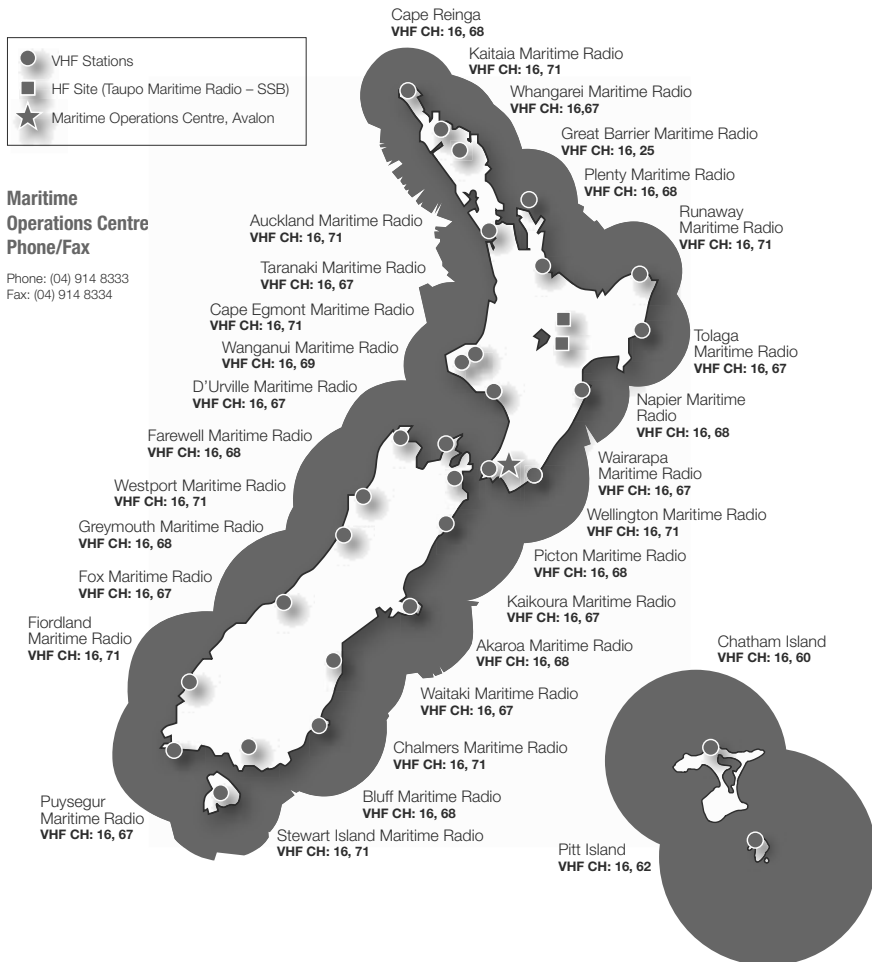 Cape Reinga
VHF CH: 16, 68
VHF Stations
HF Site (Taupo Maritime Radio – SSB)
Maritime Operations Centre, Avalon
Kaitaia Maritime Radio
VHF CH: 16, 71
Whangarei Maritime Radio
VHF CH: 16,67
Great Barrier Maritime Radio
VHF CH: 16, 25
Plenty Maritime Radio
VHF CH: 16, 68
Runaway
Maritime Radio
VHF CH: 16, 71
Maritime
Operations Centre
Phone/Fax
Phone: (04) 914 8333
Fax: (04) 914 8334
Auckland Maritime Radio
VHF CH: 16, 71
Taranaki Maritime Radio
VHF CH: 16, 67
Cape Egmont Maritime Radio
VHF CH: 16, 71
Wanganui Maritime Radio
VHF CH: 16, 69
D'Urville Maritime Radio
VHF CH: 16, 67
Farewell Maritime Radio
VHF CH: 16, 68
Westport Maritime Radio
VHF CH: 16, 71
Greymouth Maritime Radio
VHF CH: 16, 68
Fox Maritime Radio
VHF CH: 16, 67
Fiordland
Maritime Radio
VHF CH: 16, 71
Puysegur
Maritime Radio
VHF CH: 16, 67
Tolaga
Maritime Radio
VHF CH: 16, 67
Napier Maritime
Radio
VHF CH: 16, 68
Wairarapa
Maritime Radio
VHF CH: 16, 67
Wellington Maritime Radio
VHF CH: 16, 71
Picton Maritime Radio
VHF CH: 16, 68
Kaikoura Maritime Radio
VHF CH: 16, 67
Akaroa Maritime Radio
VHF CH: 16, 68
Waitaki Maritime Radio
VHF CH: 16, 67
Chalmers Maritime Radio
VHF CH: 16, 71
Bluff Maritime Radio
VHF CH: 16, 68
Stewart Island Maritime Radio
VHF CH: 16, 71
Chatham Island
VHF CH: 16, 60
Pitt Island
VHF CH: 16, 62